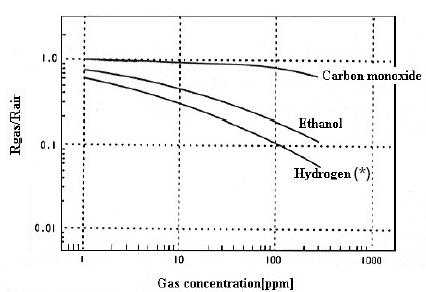 1.0
Carbon monoxide
Ethanol
0.1
Hydrogen (*)
0.01
Rgas/Rair
1 10 100 1000
Gas concentration[ppm]